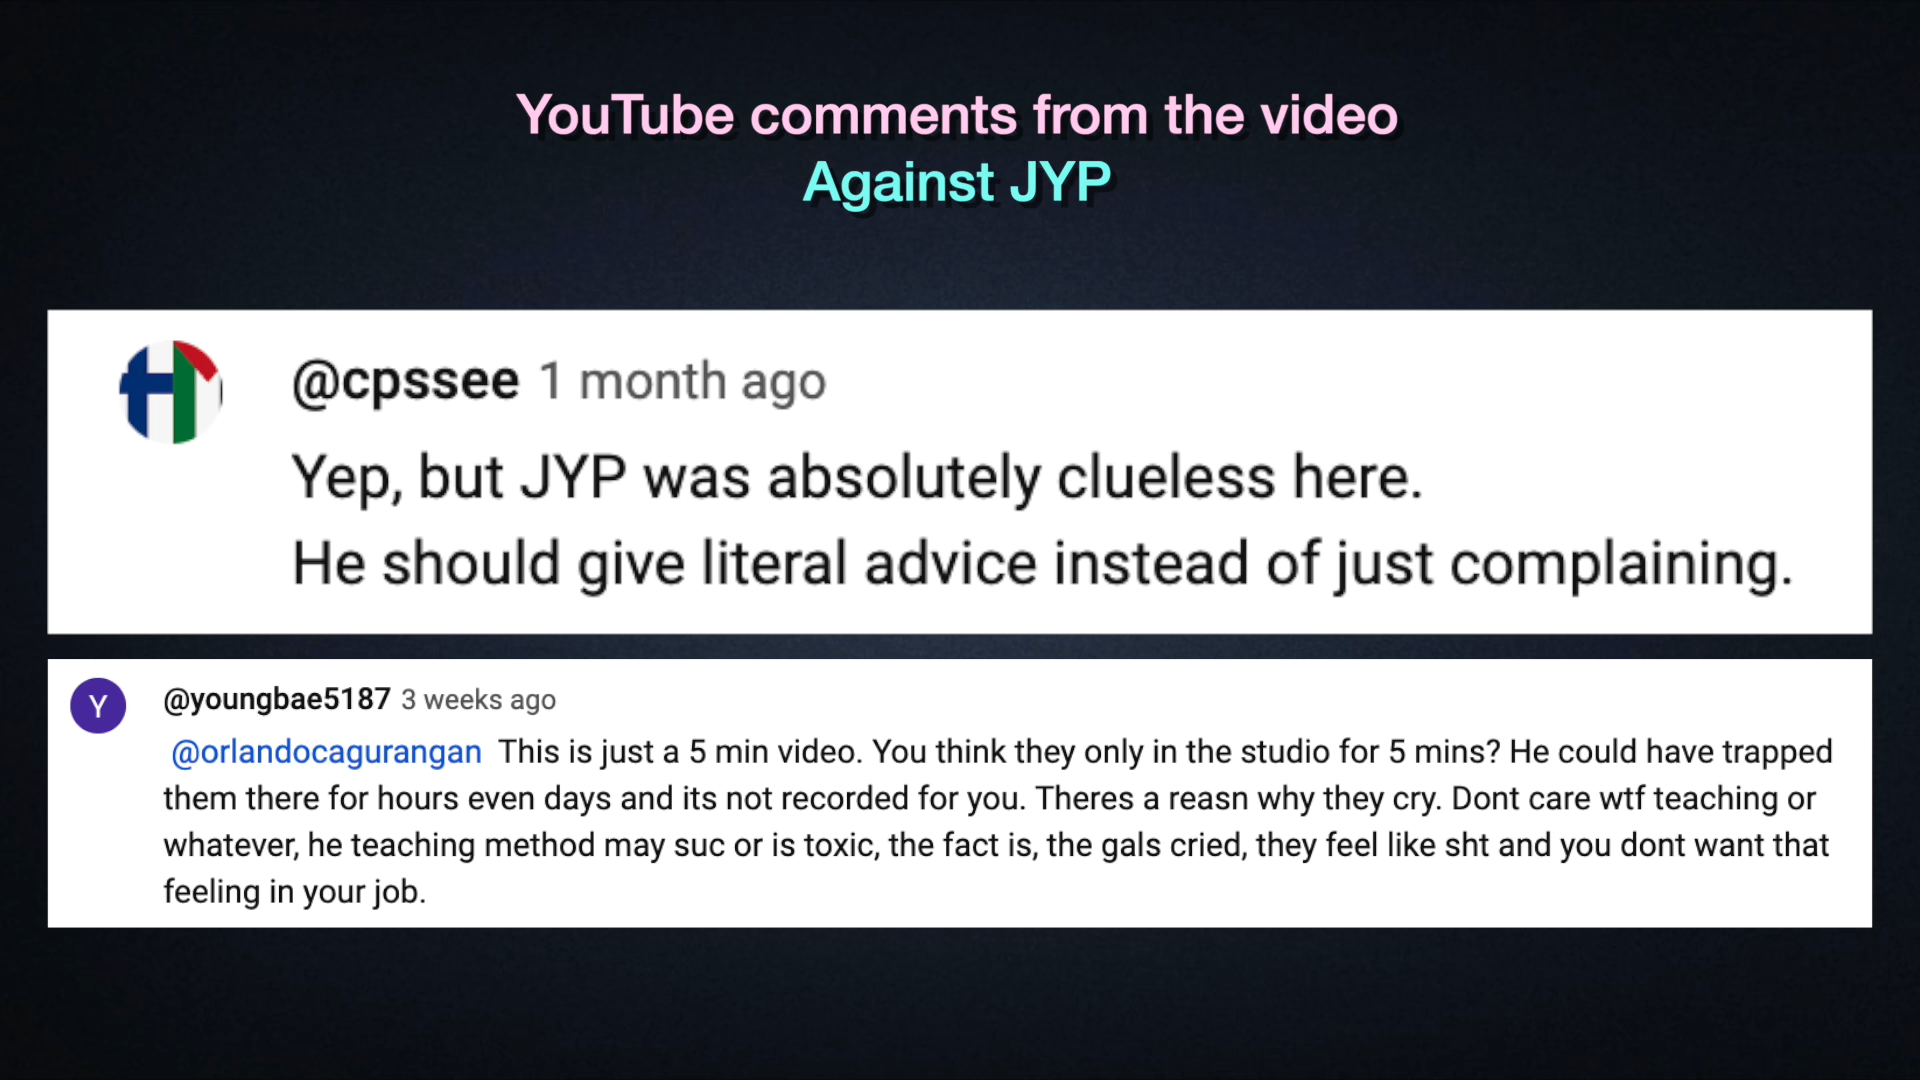 YouTube comments from the video
Against JYP
@cpssee 1 month ago
Yep, but JYP was absolutely clueless here.
He should give literal advice instead of just complaining.
Y
@youngbae5187 3 weeks ago
@orlandocagurangan This is just a 5 min video. You think they only in the studio for 5 mins? He could have trapped
them there for hours even days and its not recorded for you. Theres a reasn why they cry. Dont care wtf teaching or
whatever, he teaching method may suc or is toxic, the fact is, the gals cried, they feel like sht and you dont want that
feeling in your job.